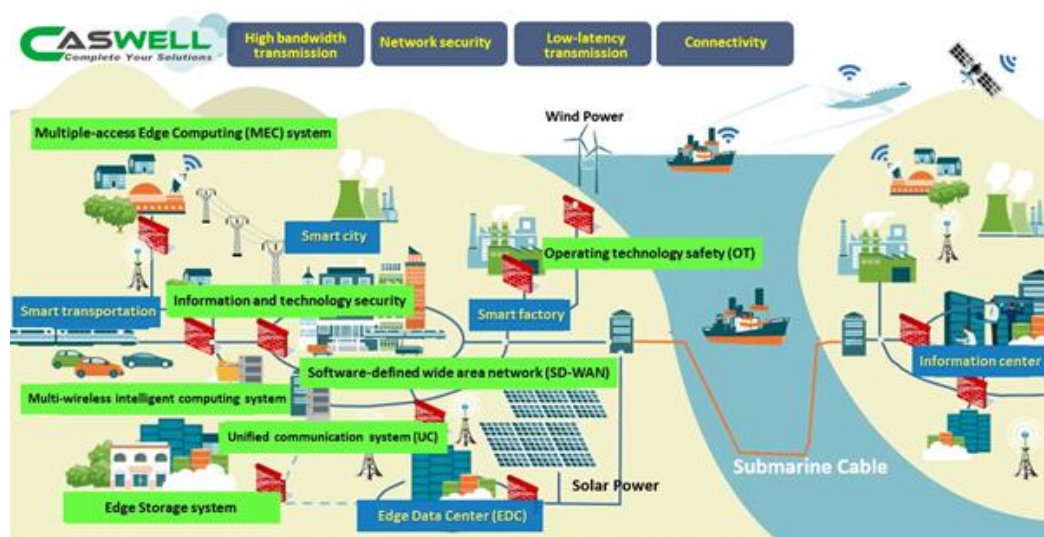 CASWELL
Complete Your Solutions
High bandwidth
transmission
Network security
Low-latency
transmission
Connectivity
Multiple-access Edge Computing (MEC) system
Wind Power
Smart city
Operating technology safety (OT)
Information and technology security
Smart transportation
Smart factory
Information center
Software-defined wide area network (SD-WAN)
Multi-wireless intelligent computing system
Unified communication system (UC)
Submarine Cable
Solar Power
Edge Storage system
Edge Data Center (EDC)